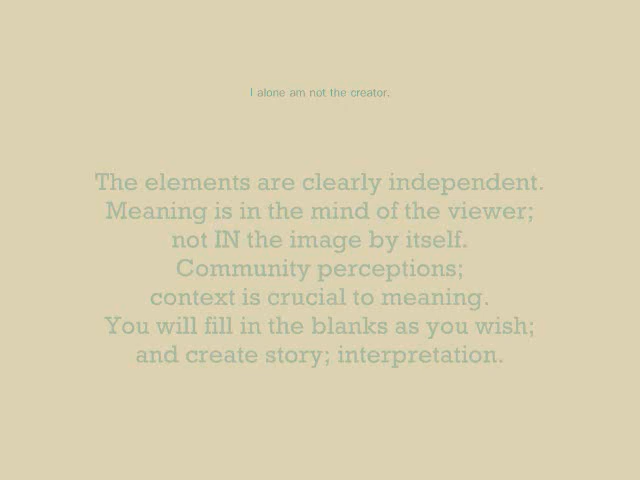 I alone am not the creator.
The elements are clearly independent.
Meaning is in the mind of the viewer;
not IN the image by itself.
Community perceptions;
context is crucial to meaning.
You will fill in the blanks as you wish;
and create story; interpretation.